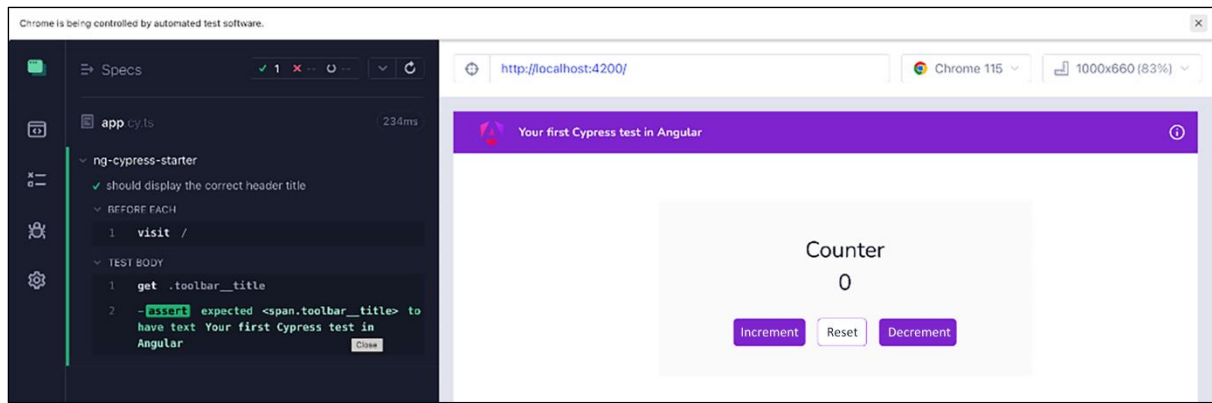 Chrome is being controlled by automated test software.
Specs
1
--
--
http://localhost:4200/
Chrome 115
1000x660 (83%)
app.cy.ts
234ms
Your first Cypress test in Angular
ng-cypress-starter
should display the correct header title
BEFORE EACH
1 visit /
TEST BODY
1 get .toolbar__title
2 -assert expected <span.toolbar__title> to
have text Your first Cypress test in
Angular
Close
Counter
0
Increment
Reset
Decrement